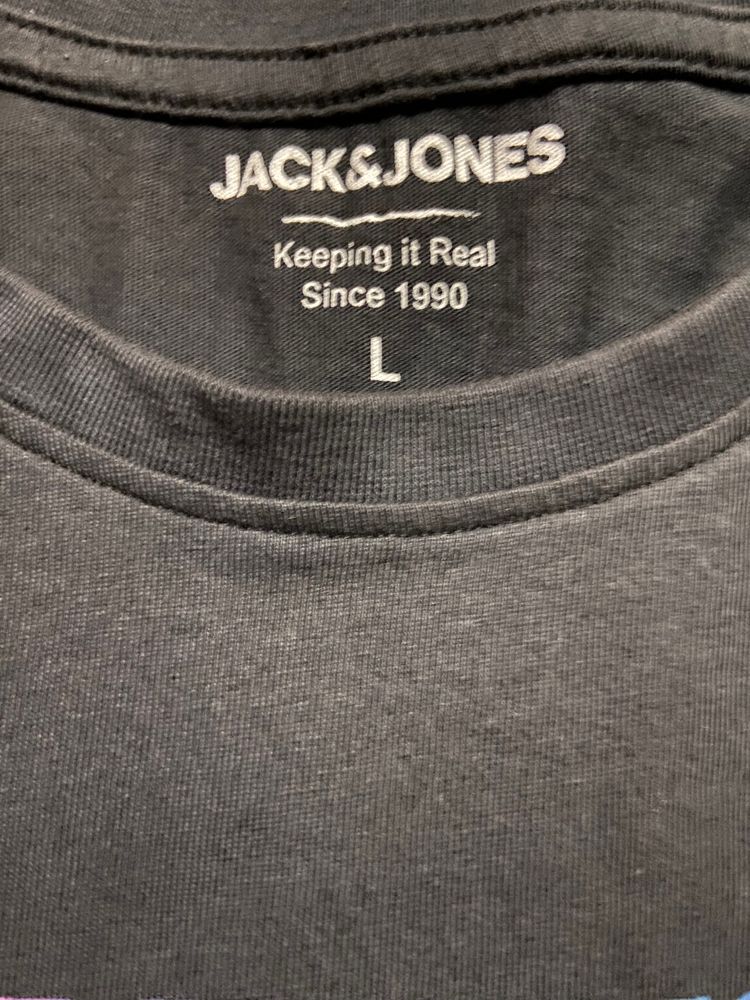 JACK&JONES
Keeping it Real
Since 1990
L